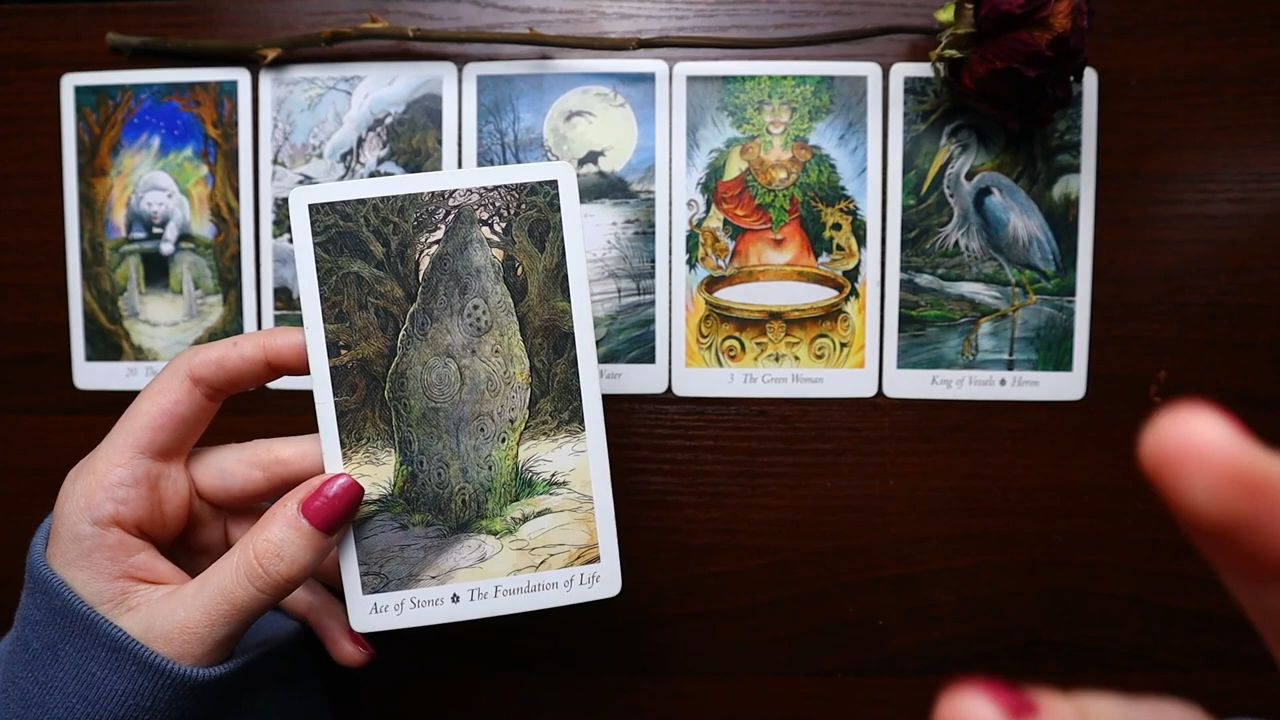 20 The
Water
3 The Green Woman
King of Vessels Heron
Ace of Stones The Foundation of Life